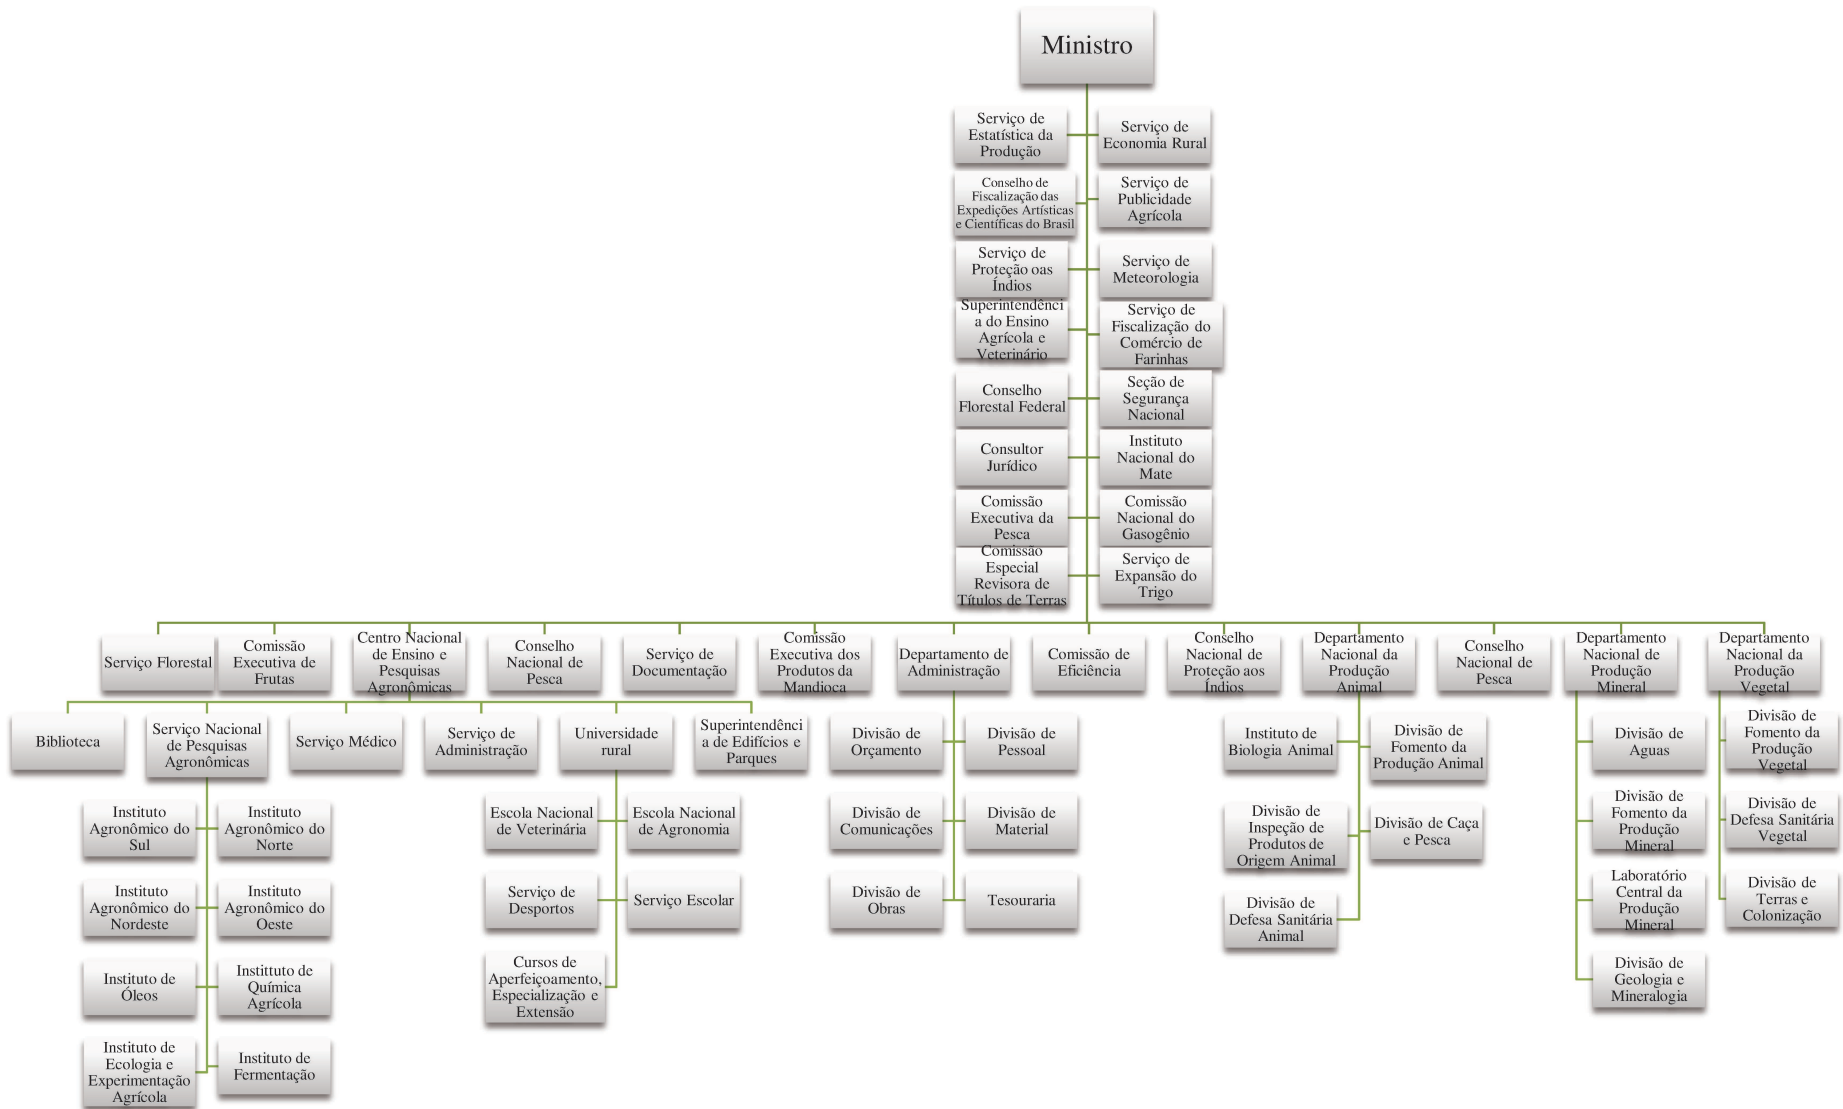 Ministro
Serviço de
Estatística da
Produção
Serviço de
Economia Rural
Conselho de
Fiscalização das
Expedições Artísticas
e Científicas do Brasil
Serviço de
Publicidade
Agrícola
Serviço de
Proteção oas
Índios
Serviço de
Meteorologia
Superintendênci
a do Ensino
Agrícola e
Veterinário
Serviço de
Fiscalização do
Comércio de
Farinhas
Conselho
Florestal Federal
Seção de
Segurança
Nacional
Consultor
Jurídico
Instituto
Nacional do
Mate
Comissão
Executiva da
Pesca
Comissão
Nacional do
Gasogênio
Comissão
Especial
Revisora de
Títulos de Terras
Serviço de
Expansão do
Trigo
Serviço Florestal
Comissão
Executiva de
Frutas
Centro Nacional
de Ensino e
Pesquisas
Agronômicas
Conselho
Nacional de
Pesca
Serviço de
Documentação
Comissão
Executiva dos
Produtos da
Mandioca
Departamento de
Administração
Comissão de
Eficiência
Conselho
Nacional de
Proteção aos
Índios
Departamento
Nacional da
Produção
Animal
Conselho
Nacional de
Pesca
Departamento
Nacional de
Produção
Mineral
Departamento
Nacional da
Produção
Vegetal
Biblioteca
Serviço Nacional
de Pesquisas
Agronômicas
Serviço Médico
Serviço de
Administração
Universidade
rural
Superintendênci
a de Edifícios e
Parques
Divisão de
Orçamento
Divisão de
Pessoal
Instituto de
Biologia Animal
Divisão de
Fomento da
Produção Animal
Divisão de
Aguas
Divisão de
Fomento da
Produção
Vegetal
Instituto
Agronômico do
Sul
Instituto
Agronômico do
Norte
Escola Nacional
de Veterinária
Escola Nacional
de Agronomia
Divisão de
Comunicações
Divisão de
Material
Divisão de
Inspeção de
Produtos de
Origem Animal
Divisão de Caça
e Pesca
Divisão de
Fomento da
Produção
Mineral
Divisão de
Defesa Sanitária
Vegetal
Instituto
Agronômico do
Nordeste
Instituto
Agronômico do
Oeste
Serviço de
Desportos
Serviço Escolar
Divisão de
Obras
Tesouraria
Divisão de
Defesa Sanitária
Animal
Laboratório
Central da
Produção
Mineral
Divisão de
Terras e
Colonização
Instituto de
Óleos
Instittuto de
Química
Agrícola
Cursos de
Aperfeiçoamento,
Especialização e
Extensão
Divisão de
Geologia e
Mineralogia
Instituto de
Ecologia e
Experimentação
Agrícola
Instituto de
Fermentação